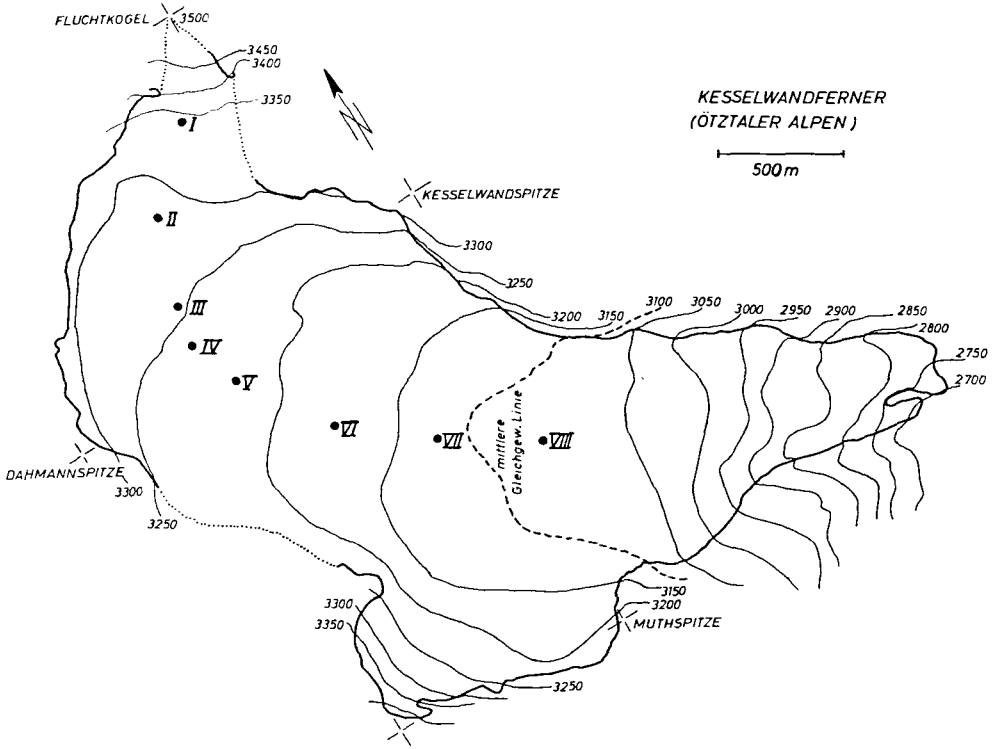 FLUCHTKOGEL
3500
3450
3400
3350
N
KESSELWANDFERNER
(ÖTZTALER ALPEN)
500m
I
KESSELWANDSPITZE
II
3300
3250
3200
3150
3100
3050
3000
2950
2900
2850
2800
2750
2700
III
IV
V
VI
VII
mittlere
Gleichgew. Linie
VIII
DAHMANNSPITZE
3300
3250
3150
3200
MUTHSPITZE
3300
3350
3250